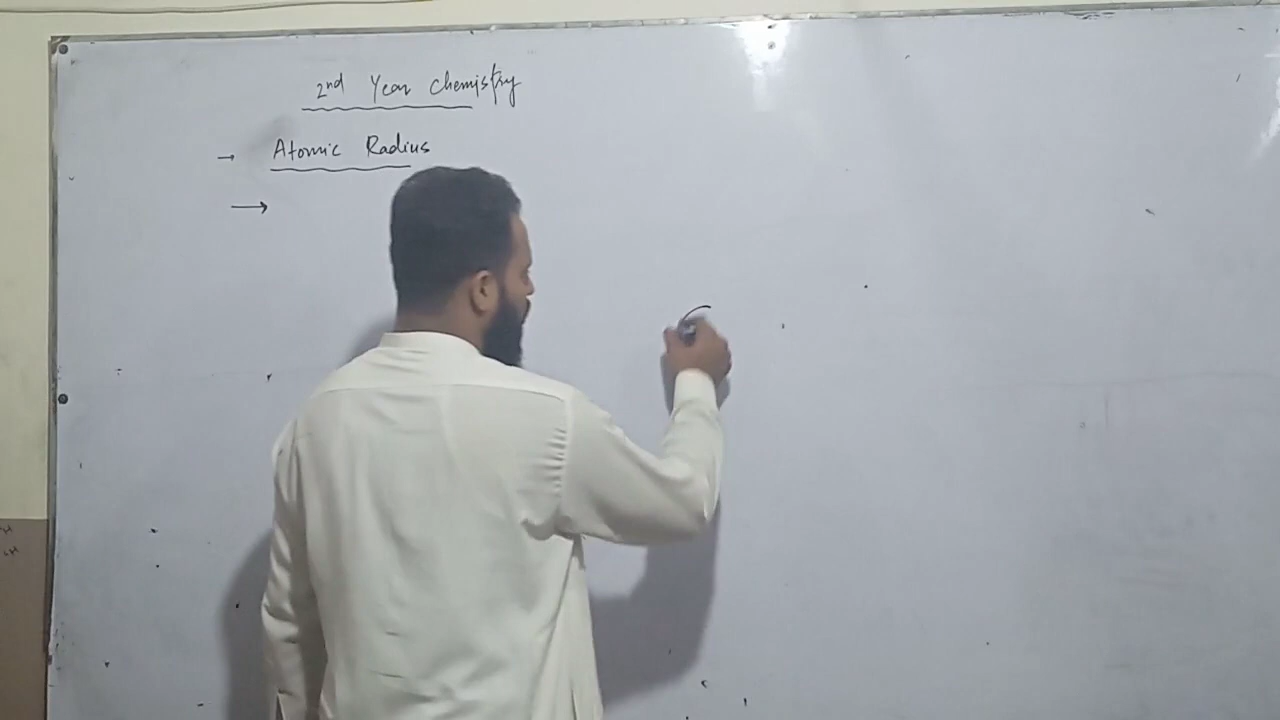 2nd Year Chemistry
→ Atomic Radius
→